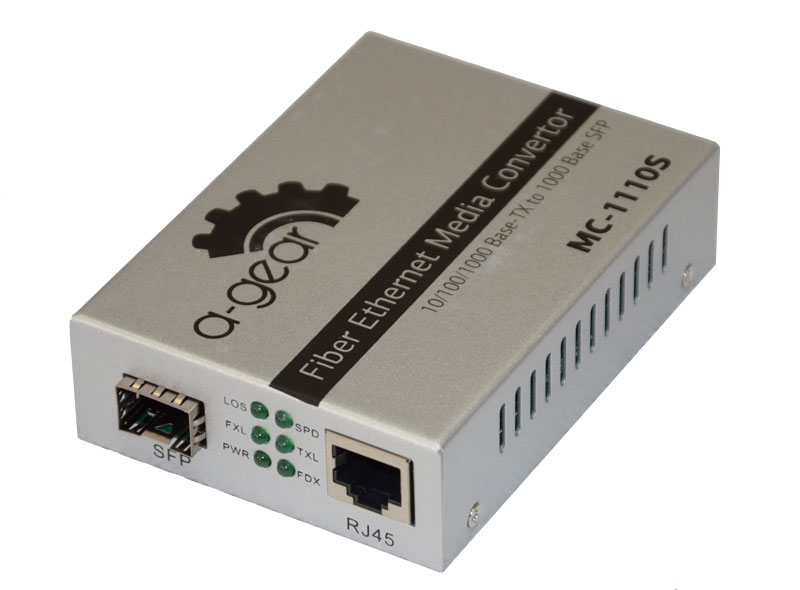 a-gear
Fiber Ethernet Media Convertor
10/100/1000 Base-TX to 1000 Base SFP
MC-1110S
LOS
SPD
FXL
TXL
PWR
FDX
SFP
RJ45